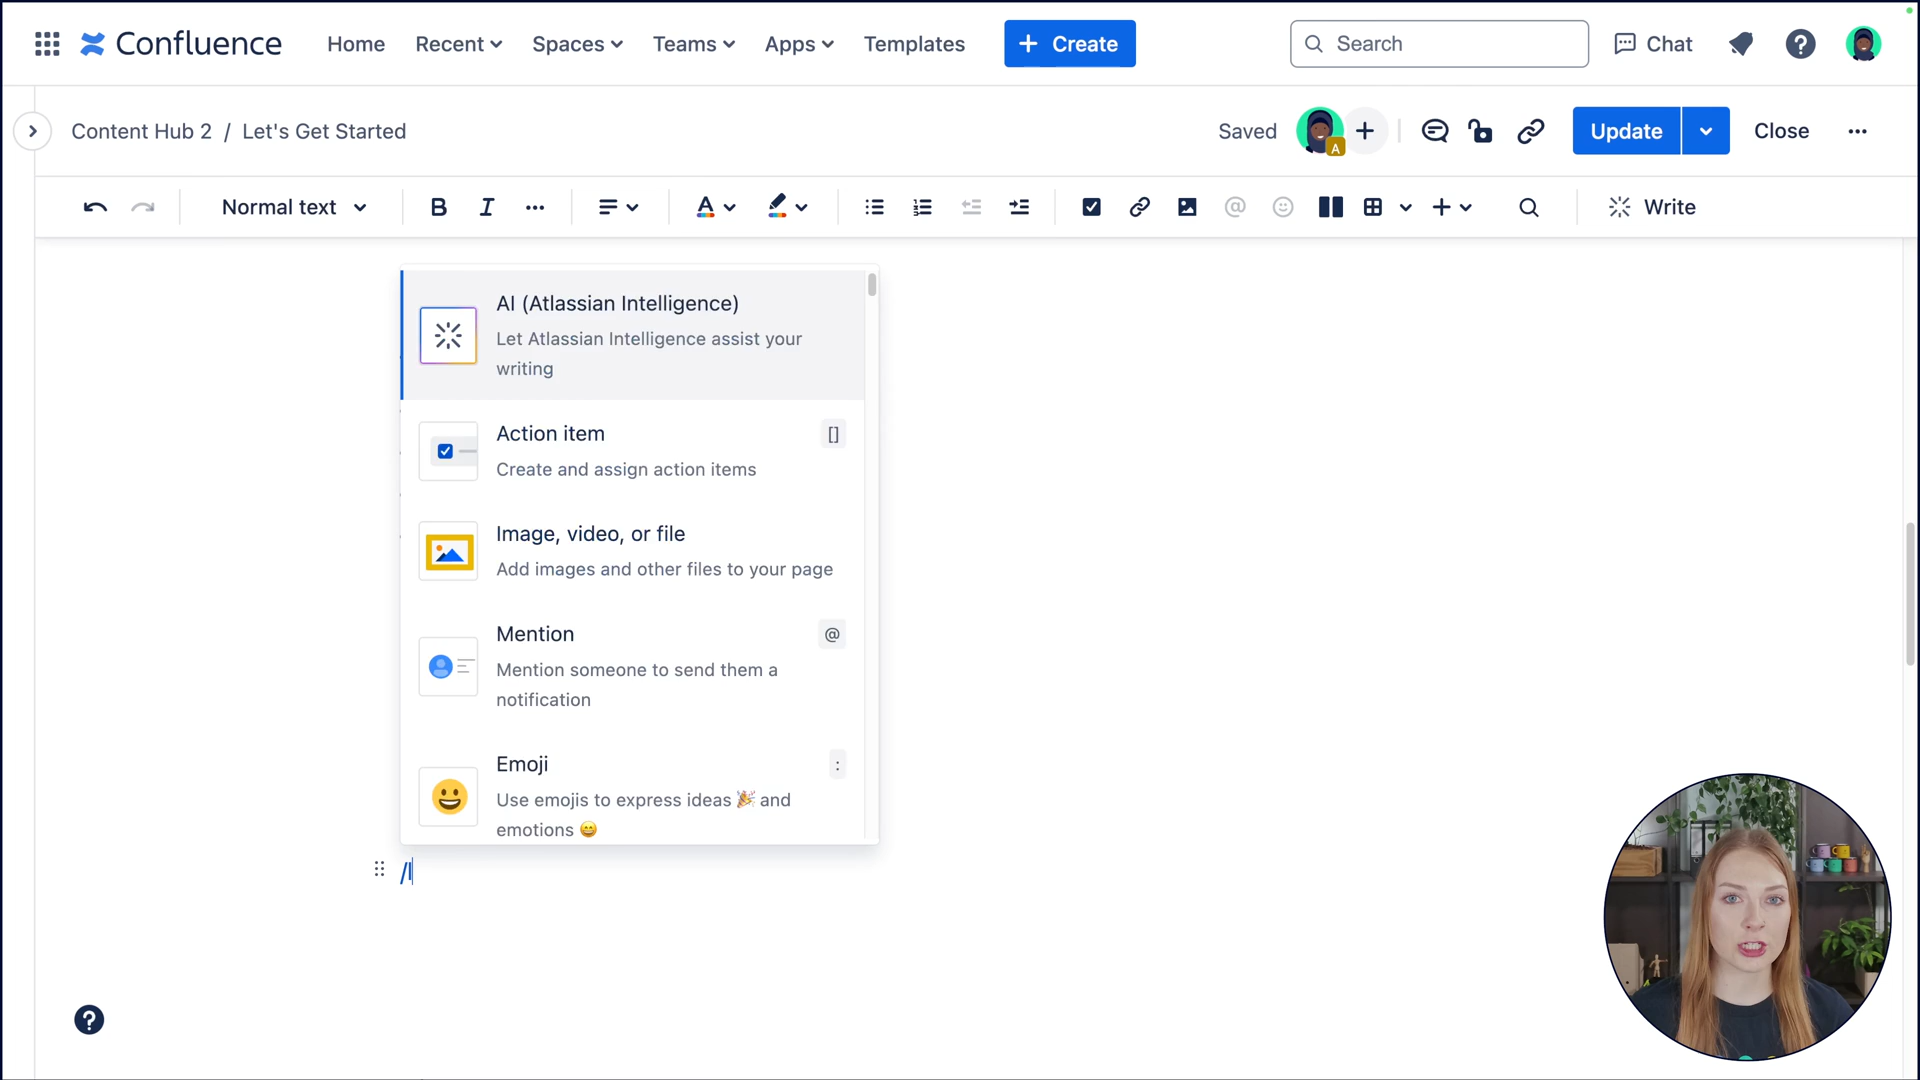 Confluence Home Recent Spaces Teams Apps Templates + Create Search Chat
Content Hub 2 / Let's Get Started Saved A Update Close
Normal text B I A @ Write
AI (Atlassian Intelligence)
Let Atlassian Intelligence assist your
writing
Action item []
Create and assign action items
Image, video, or file
Add images and other files to your page
Mention @
Mention someone to send them a
notification
Emoji :
Use emojis to express ideas 🎉 and
emotions 😄
/l